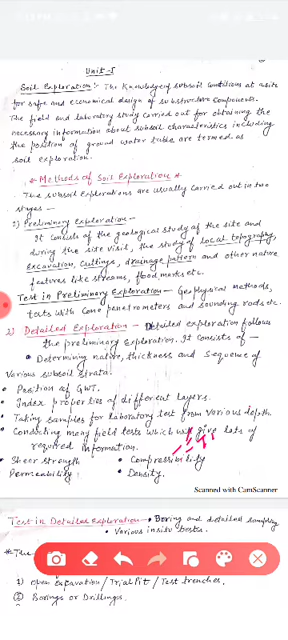 Unit-I
Soil Exploration:- The Knowledge of subsoil conditions at a site
for safe and economical design of substructure components.
The field and laboratory study carried out for obtaining the
necessary information about subsoil characteristics including
the position of ground water table are termed as
soil exploration.
Methods of Soil Exploration
The subsoil explorations are usually carried out in two
stages —
1) Preliminary Exploration —
It consists of the geological study of the site and
during the site visit, the study of local topography,
excavation, cuttings, drainage pattern and other nature
features like streams, flood marks etc.
Test in Preliminary Exploration — Geophysical methods,
tests with cone penetrometers and sounding rods etc.
2) Detailed Exploration — Detailed exploration follows
the preliminary exploration. It consists of —
• Determining nature, thickness and sequence of
various subsoil strata.
• Position of GWT.
• Index properties of different layers.
• Taking samples for laboratory test from various depth.
• Conducting many field tests which will give lots of
required information.
• Sheer strength • Compressibility
Permeability • Density.
Scanned with CamScanner
Test in Detailed Exploration — • Boring and detailed sampling
• Various insitu tests.
* The
1) Open Excavation / Trial Pit / Test trenches.
2) Borings or Drillings.